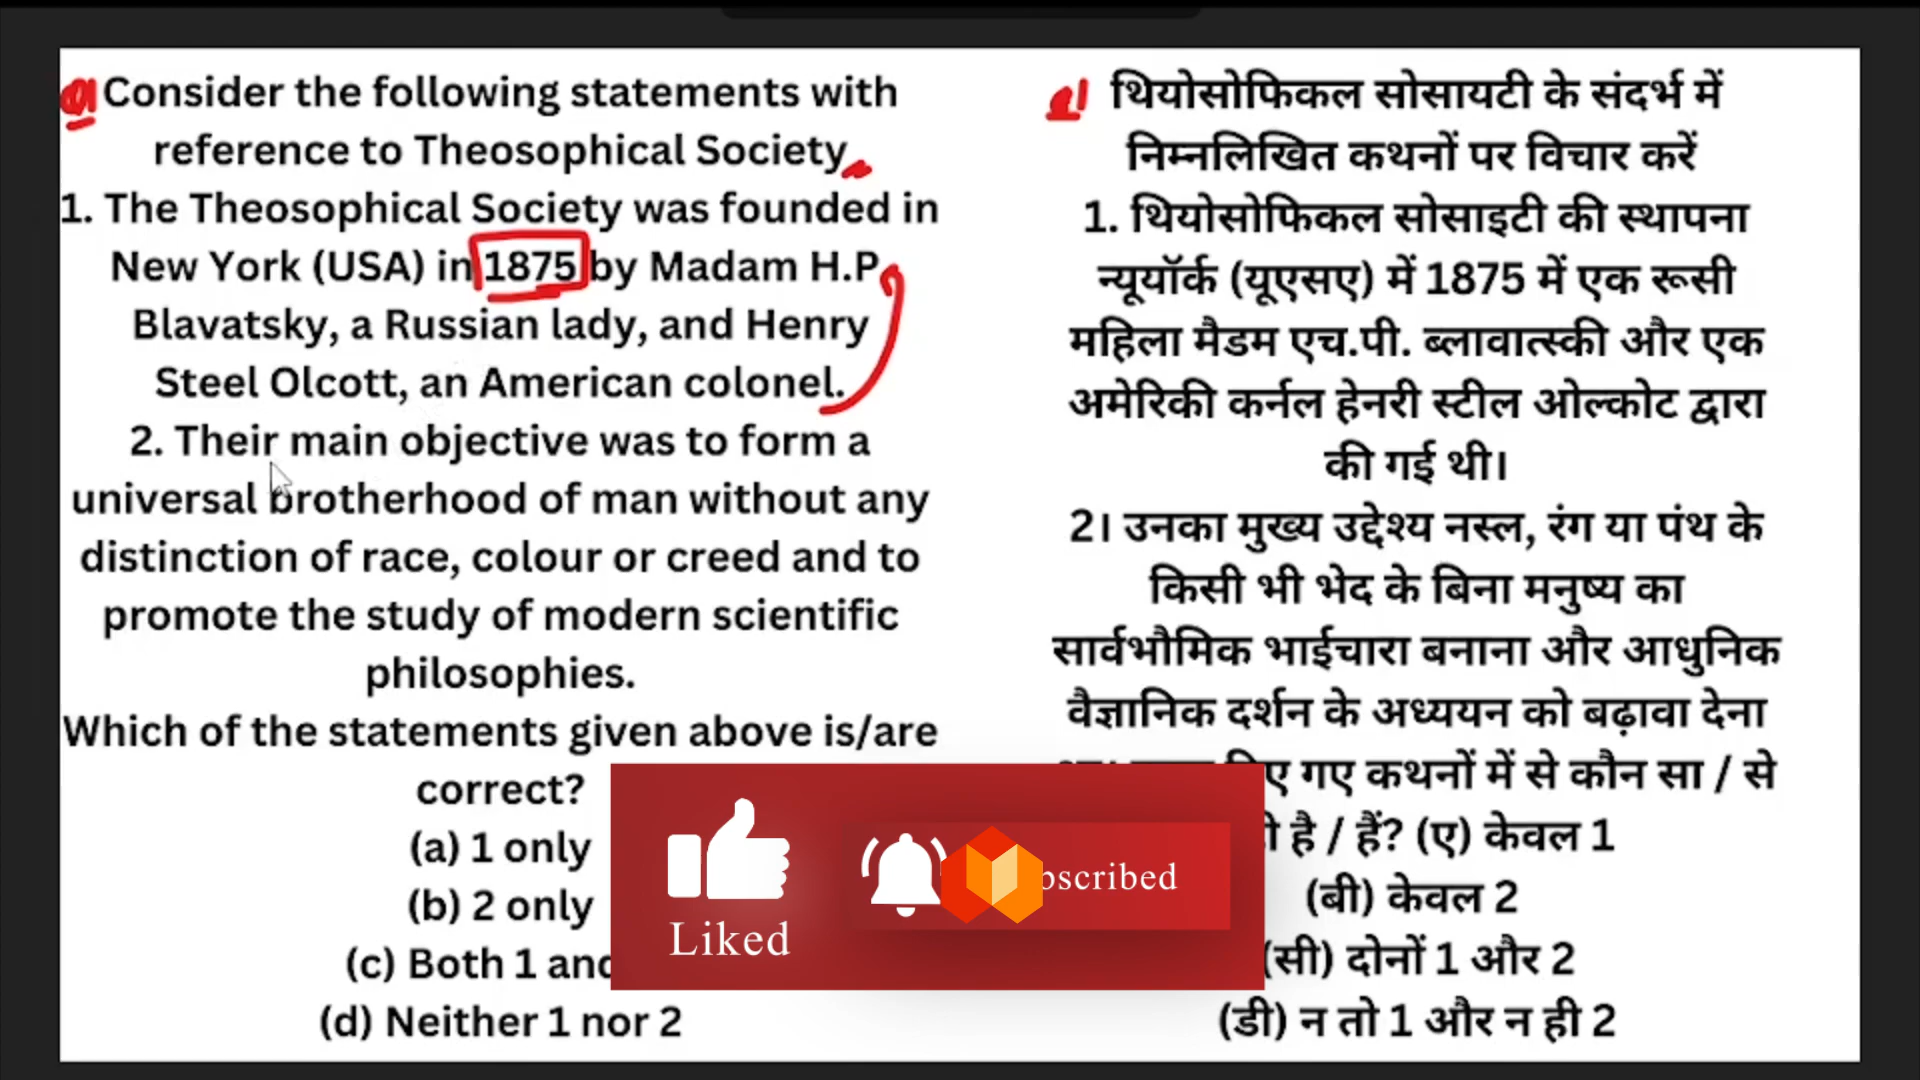 Consider the following statements with
reference to Theosophical Society
1. The Theosophical Society was founded in
New York (USA) in 1875 by Madam H.P
Blavatsky, a Russian lady, and Henry
Steel Olcott, an American colonel.
2. Their main objective was to form a
universal brotherhood of man without any
distinction of race, colour or creed and to
promote the study of modern scientific
philosophies.
Which of the statements given above is/are
correct?
(a) 1 only
(b) 2 only
(c) Both 1 and
(d) Neither 1 nor 2
थियोसोफिकल सोसायटी के संदर्भ में
निम्नलिखित कथनों पर विचार करें
1. थियोसोफिकल सोसाइटी की स्थापना
न्यूयॉर्क (यूएसए) में 1875 में एक रूसी
महिला मैडम एच.पी. ब्लावात्स्की और एक
अमेरिकी कर्नल हेनरी स्टील ओल्कोट द्वारा
की गई थी।
2। उनका मुख्य उद्देश्य नस्ल, रंग या पंथ के
किसी भी भेद के बिना मनुष्य का
सार्वभौमिक भाईचारा बनाना और आधुनिक
वैज्ञानिक दर्शन के अध्ययन को बढ़ावा देना
गए कथनों में से कौन सा / से
है / हैं? (ए) केवल 1
(बी) केवल 2
(सी) दोनों 1 और 2
(डी) न तो 1 और न ही 2
Liked
bscribed